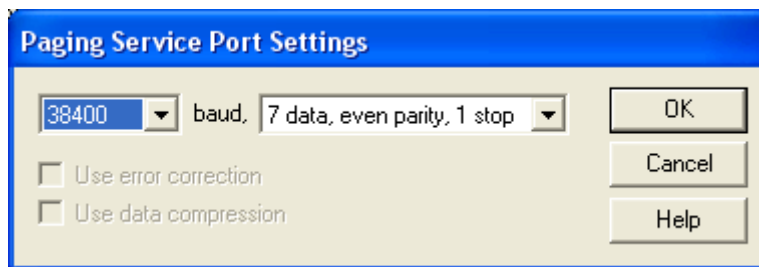 Paging Service Port Settings
38400 baud, 7 data, even parity, 1 stop
OK
Use error correction
Cancel
Use data compression
Help